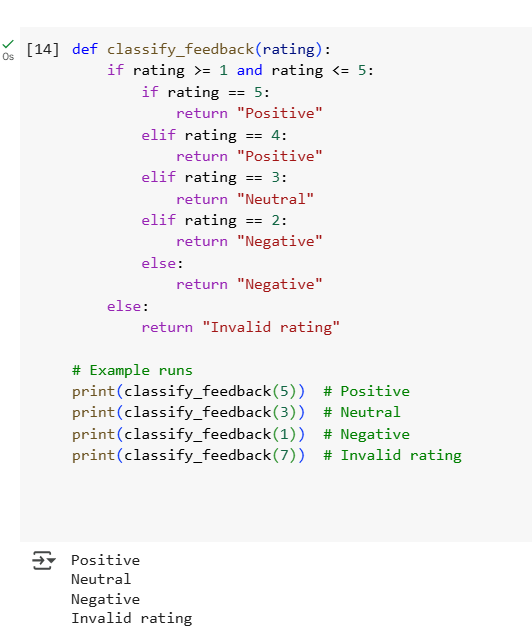 [14] def classify_feedback(rating):
    if rating >= 1 and rating <= 5:
        if rating == 5:
            return "Positive"
        elif rating == 4:
            return "Positive"
        elif rating == 3:
            return "Neutral"
        elif rating == 2:
            return "Negative"
        else:
            return "Negative"
    else:
        return "Invalid rating"
# Example runs
print(classify_feedback(5))  # Positive
print(classify_feedback(3))  # Neutral
print(classify_feedback(1))  # Negative
print(classify_feedback(7))  # Invalid rating
0s
Positive
Neutral
Negative
Invalid rating